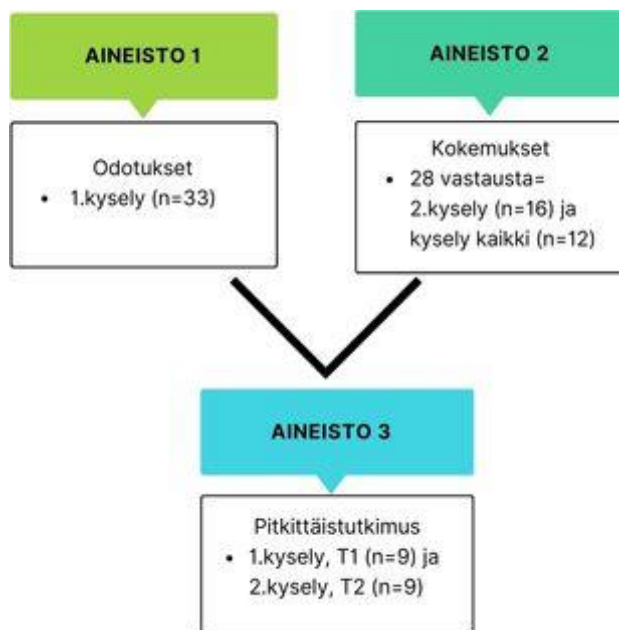 AINEISTO 1
Odotukset
• 1.kysely (n=33)
AINEISTO 2
Kokemukset
• 28 vastausta=
2.kysely (n=16) ja
kysely kaikki (n=12)
AINEISTO 3
Pitkittäistutkimus
• 1.kysely, T1 (n=9) ja
2.kysely, T2 (n=9)